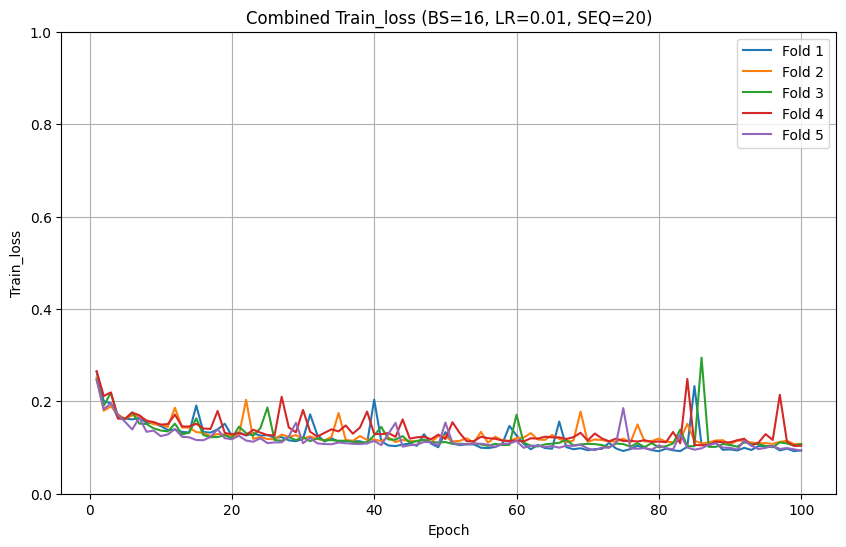 Combined Train_loss (BS=16, LR=0.01, SEQ=20)
1.0
0.8
0.6
0.4
0.2
0.0
Train_loss
0
20
40
60
80
100
Epoch
Fold 1
Fold 2
Fold 3
Fold 4
Fold 5